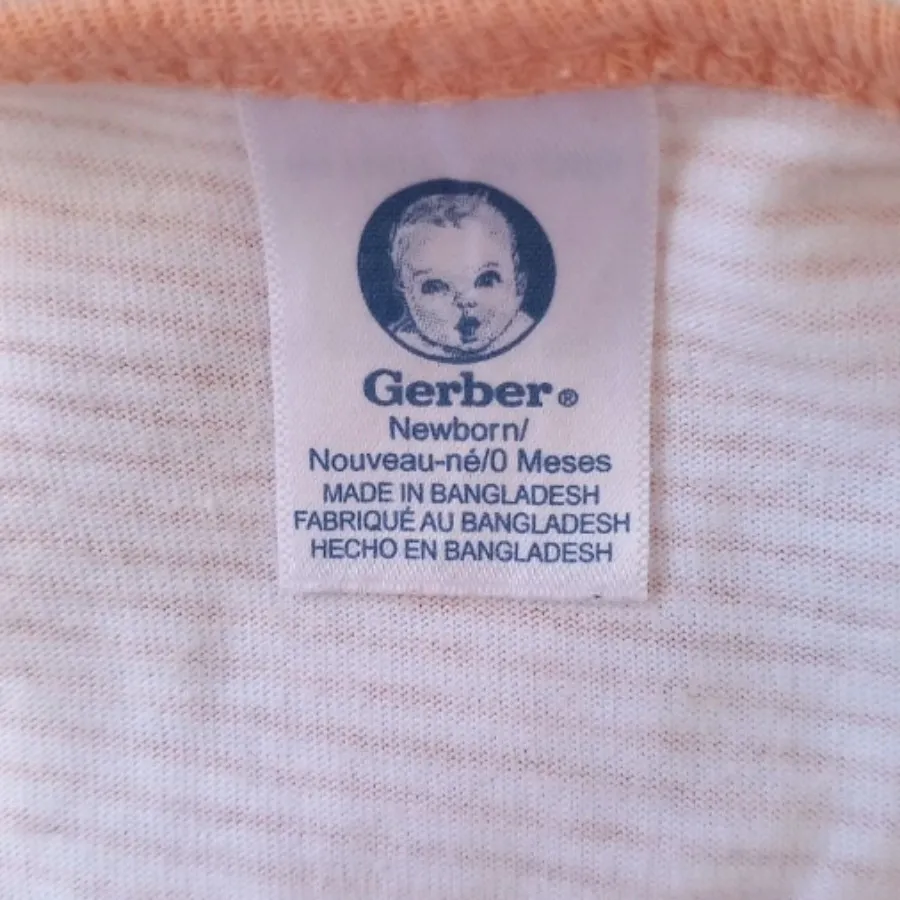 Gerber®
Newborn/
Nouveau-né/0 Meses
MADE IN BANGLADESH
FABRIQUÉ AU BANGLADESH
HECHO EN BANGLADESH